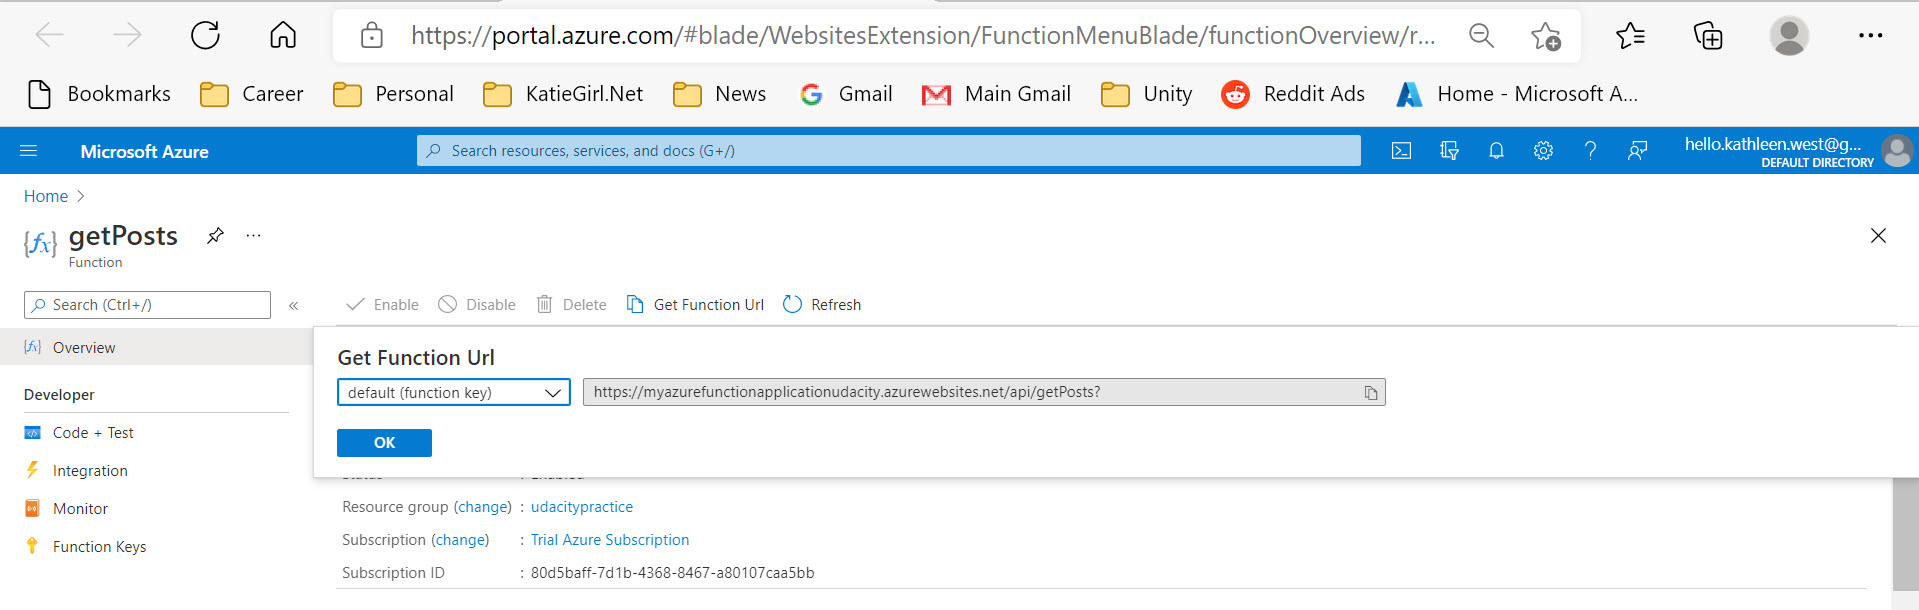 https://portal.azure.com/#blade/WebsitesExtension/FunctionMenuBlade/functionOverview/r...
Bookmarks Career Personal KatieGirl.Net News Gmail Main Gmail Unity Reddit Ads Home - Microsoft A...
Microsoft Azure Search resources, services, and docs (G+/) hello.kathleen.west@g...
DEFAULT DIRECTORY
Home >
{fx} getPosts ...
Function
Search (Ctrl+/) « Enable Disable Delete Get Function Url Refresh
{fx} Overview
Get Function Url
default (function key) https://myazurefunctionapplicationudacity.azurewebsites.net/api/getPosts?
OK
Developer
Code + Test
Integration
Monitor
Function Keys
Resource group (change) : udacitypractice
Subscription (change) : Trial Azure Subscription
Subscription ID : 80d5baff-7d1b-4368-8467-a80107caa5bb